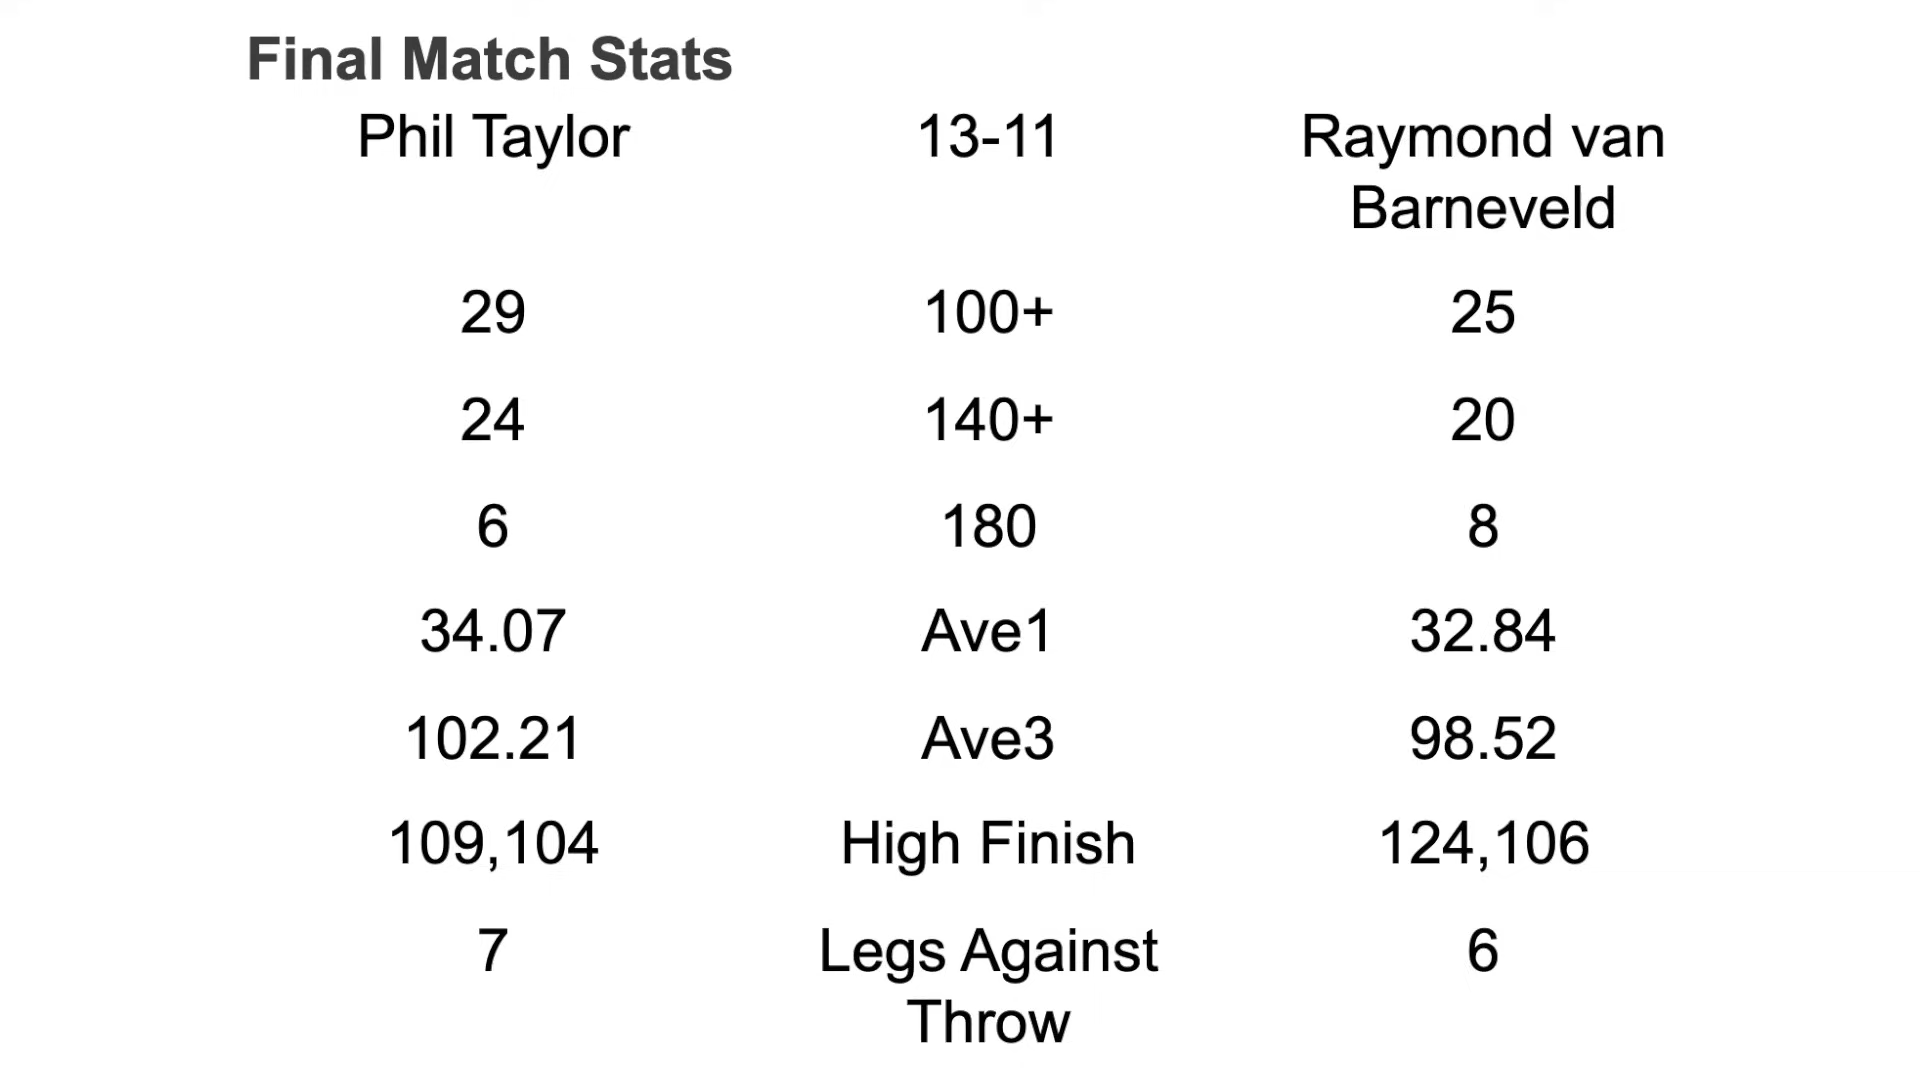 Final Match Stats
Phil Taylor 13-11 Raymond van
Barneveld
29 100+ 25
24 140+ 20
6 180 8
34.07 Ave1 32.84
102.21 Ave3 98.52
109,104 High Finish 124,106
7 Legs Against 6
Throw